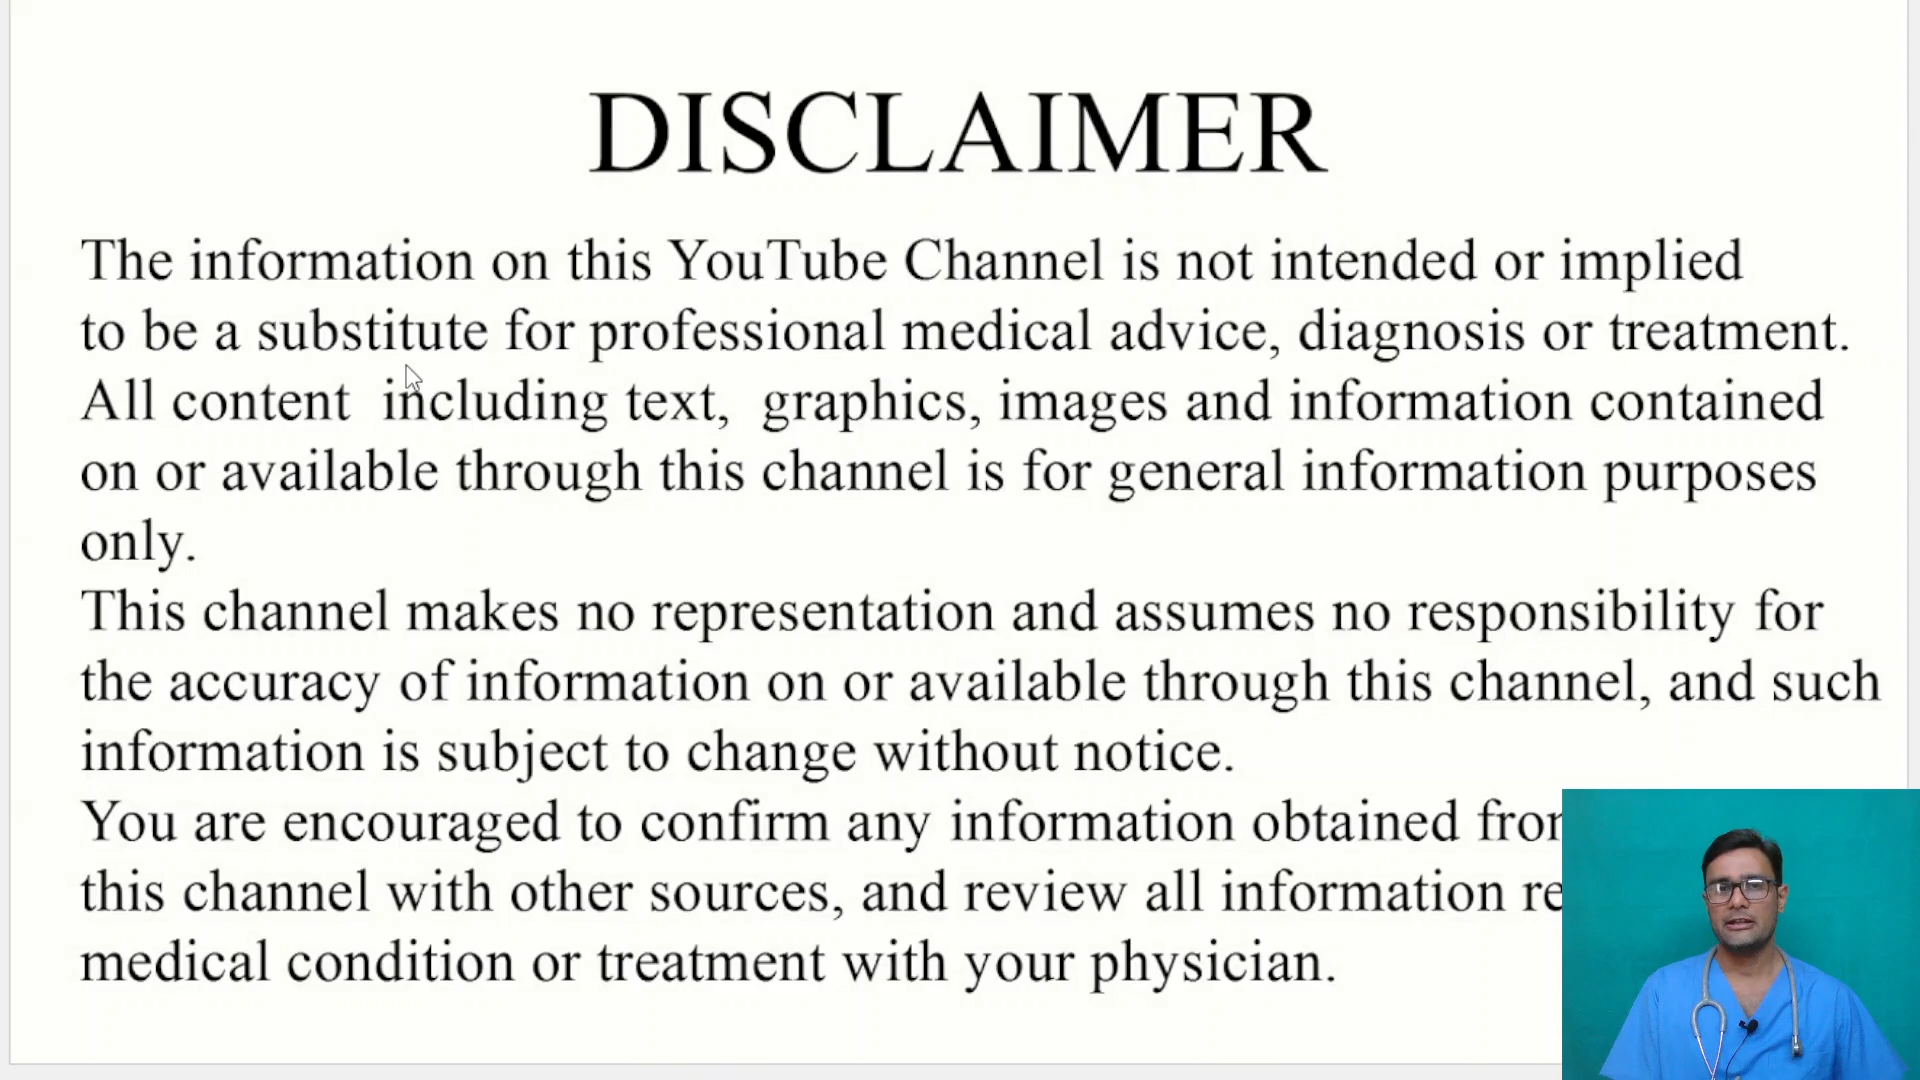 DISCLAIMER
The information on this YouTube Channel is not intended or implied
to be a substitute for professional medical advice, diagnosis or treatment.
All content including text, graphics, images and information contained
on or available through this channel is for general information purposes
only.
This channel makes no representation and assumes no responsibility for
the accuracy of information on or available through this channel, and such
information is subject to change without notice.
You are encouraged to confirm any information obtained
this channel with other sources, and review all information
medical condition or treatment with your physician.